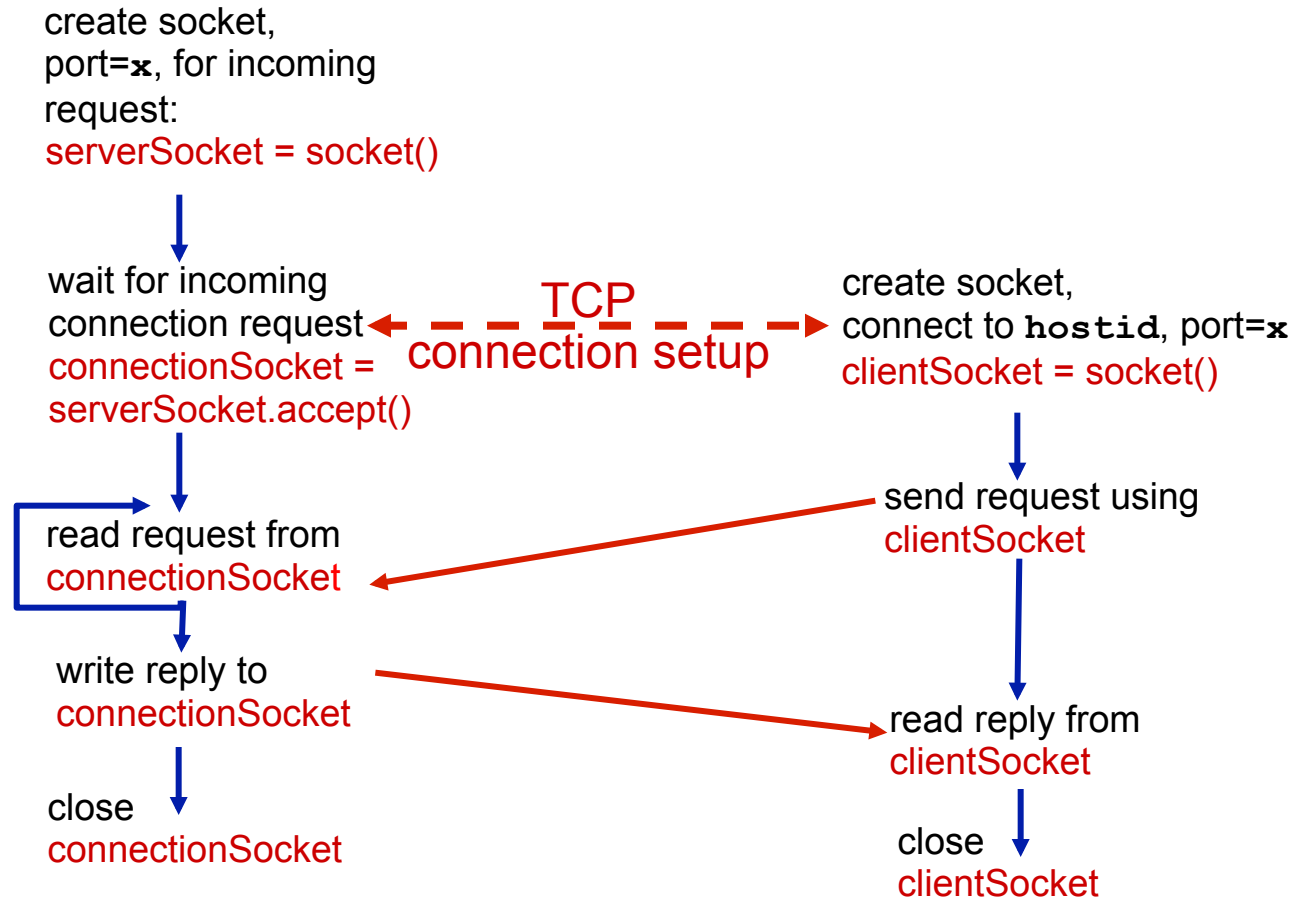 create socket,
port=x, for incoming
request:
serverSocket = socket()
wait for incoming
connection request
connectionSocket =
serverSocket.accept()
TCP
connection setup
create socket,
connect to hostid, port=x
clientSocket = socket()
read request from
connectionSocket
send request using
clientSocket
write reply to
connectionSocket
read reply from
clientSocket
close
connectionSocket
close
clientSocket